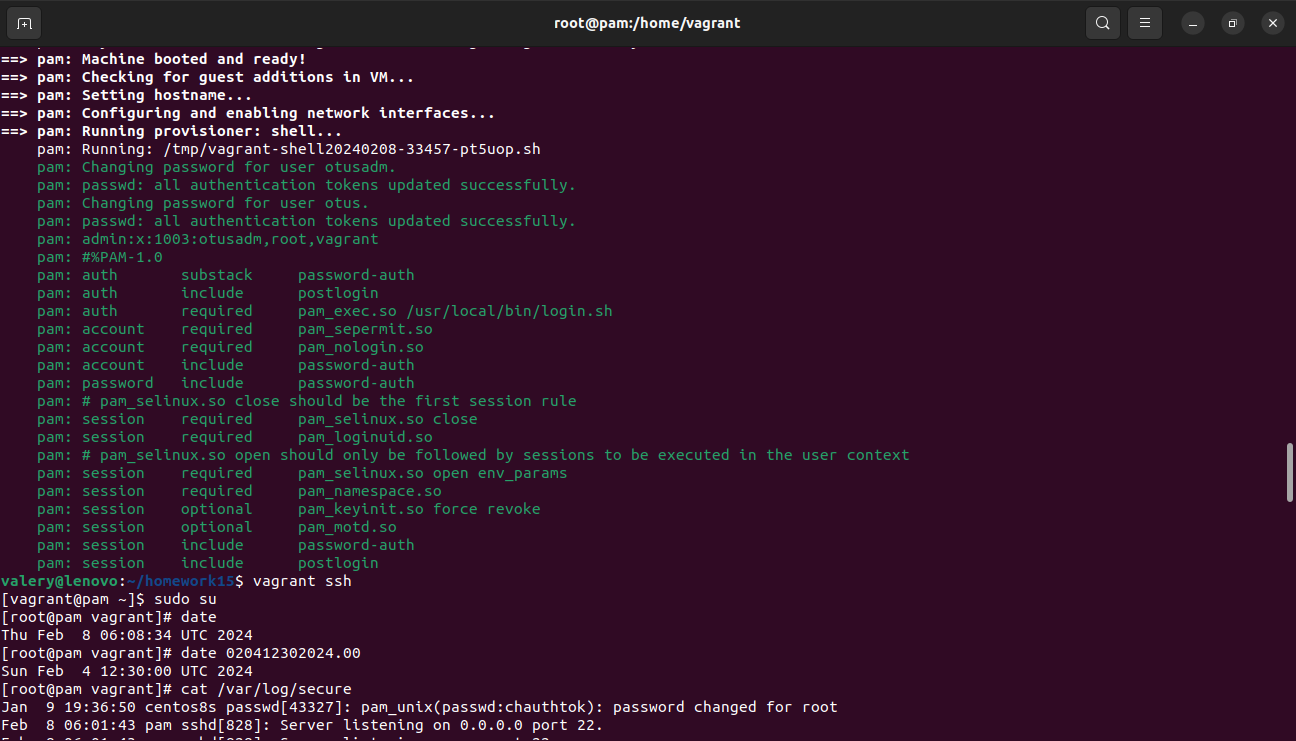 root@pam:/home/vagrant
==> pam: Machine booted and ready!
==> pam: Checking for guest additions in VM...
==> pam: Setting hostname...
==> pam: Configuring and enabling network interfaces...
==> pam: Running provisioner: shell...
    pam: Running: /tmp/vagrant-shell20240208-33457-pt5uop.sh
    pam: Changing password for user otusadm.
    pam: passwd: all authentication tokens updated successfully.
    pam: Changing password for user otus.
    pam: passwd: all authentication tokens updated successfully.
    pam: admin:x:1003:otusadm,root,vagrant
    pam: #%PAM-1.0
    pam: auth       substack     password-auth
    pam: auth       include      postlogin
    pam: auth       required     pam_exec.so /usr/local/bin/login.sh
    pam: account    required     pam_sepermit.so
    pam: account    required     pam_nologin.so
    pam: account    include      password-auth
    pam: password   include      password-auth
    pam: # pam_selinux.so close should be the first session rule
    pam: session    required     pam_selinux.so close
    pam: session    required     pam_loginuid.so
    pam: # pam_selinux.so open should only be followed by sessions to be executed in the user context
    pam: session    required     pam_selinux.so open env_params
    pam: session    required     pam_namespace.so
    pam: session    optional     pam_keyinit.so force revoke
    pam: session    optional     pam_motd.so
    pam: session    include      password-auth
    pam: session    include      postlogin
valery@lenovo:~/homework15$ vagrant ssh
[vagrant@pam ~]$ sudo su
[root@pam vagrant]# date
Thu Feb  8 06:08:34 UTC 2024
[root@pam vagrant]# date 020412302024.00
Sun Feb  4 12:30:00 UTC 2024
[root@pam vagrant]# cat /var/log/secure
Jan  9 19:36:50 centos8s passwd[43327]: pam_unix(passwd:chauthtok): password changed for root
Feb  8 06:01:43 pam sshd[828]: Server listening on 0.0.0.0 port 22.